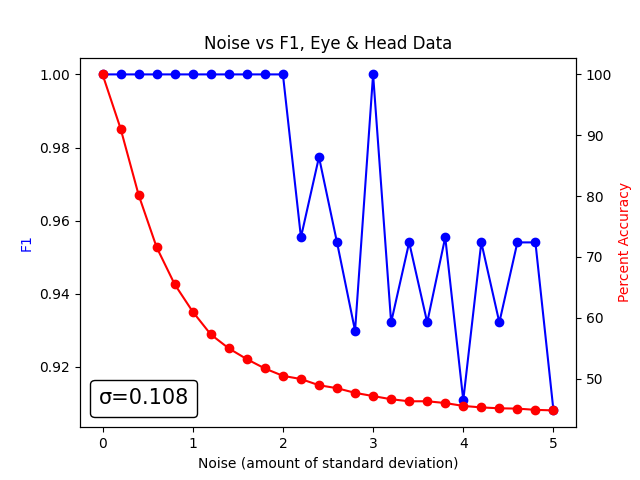 Noise vs F1, Eye & Head Data
1.00
0.98
0.96
0.94
0.92
F1
100
90
80
70
60
50
Percent Accuracy
σ=0.108
0 1 2 3 4 5
Noise (amount of standard deviation)